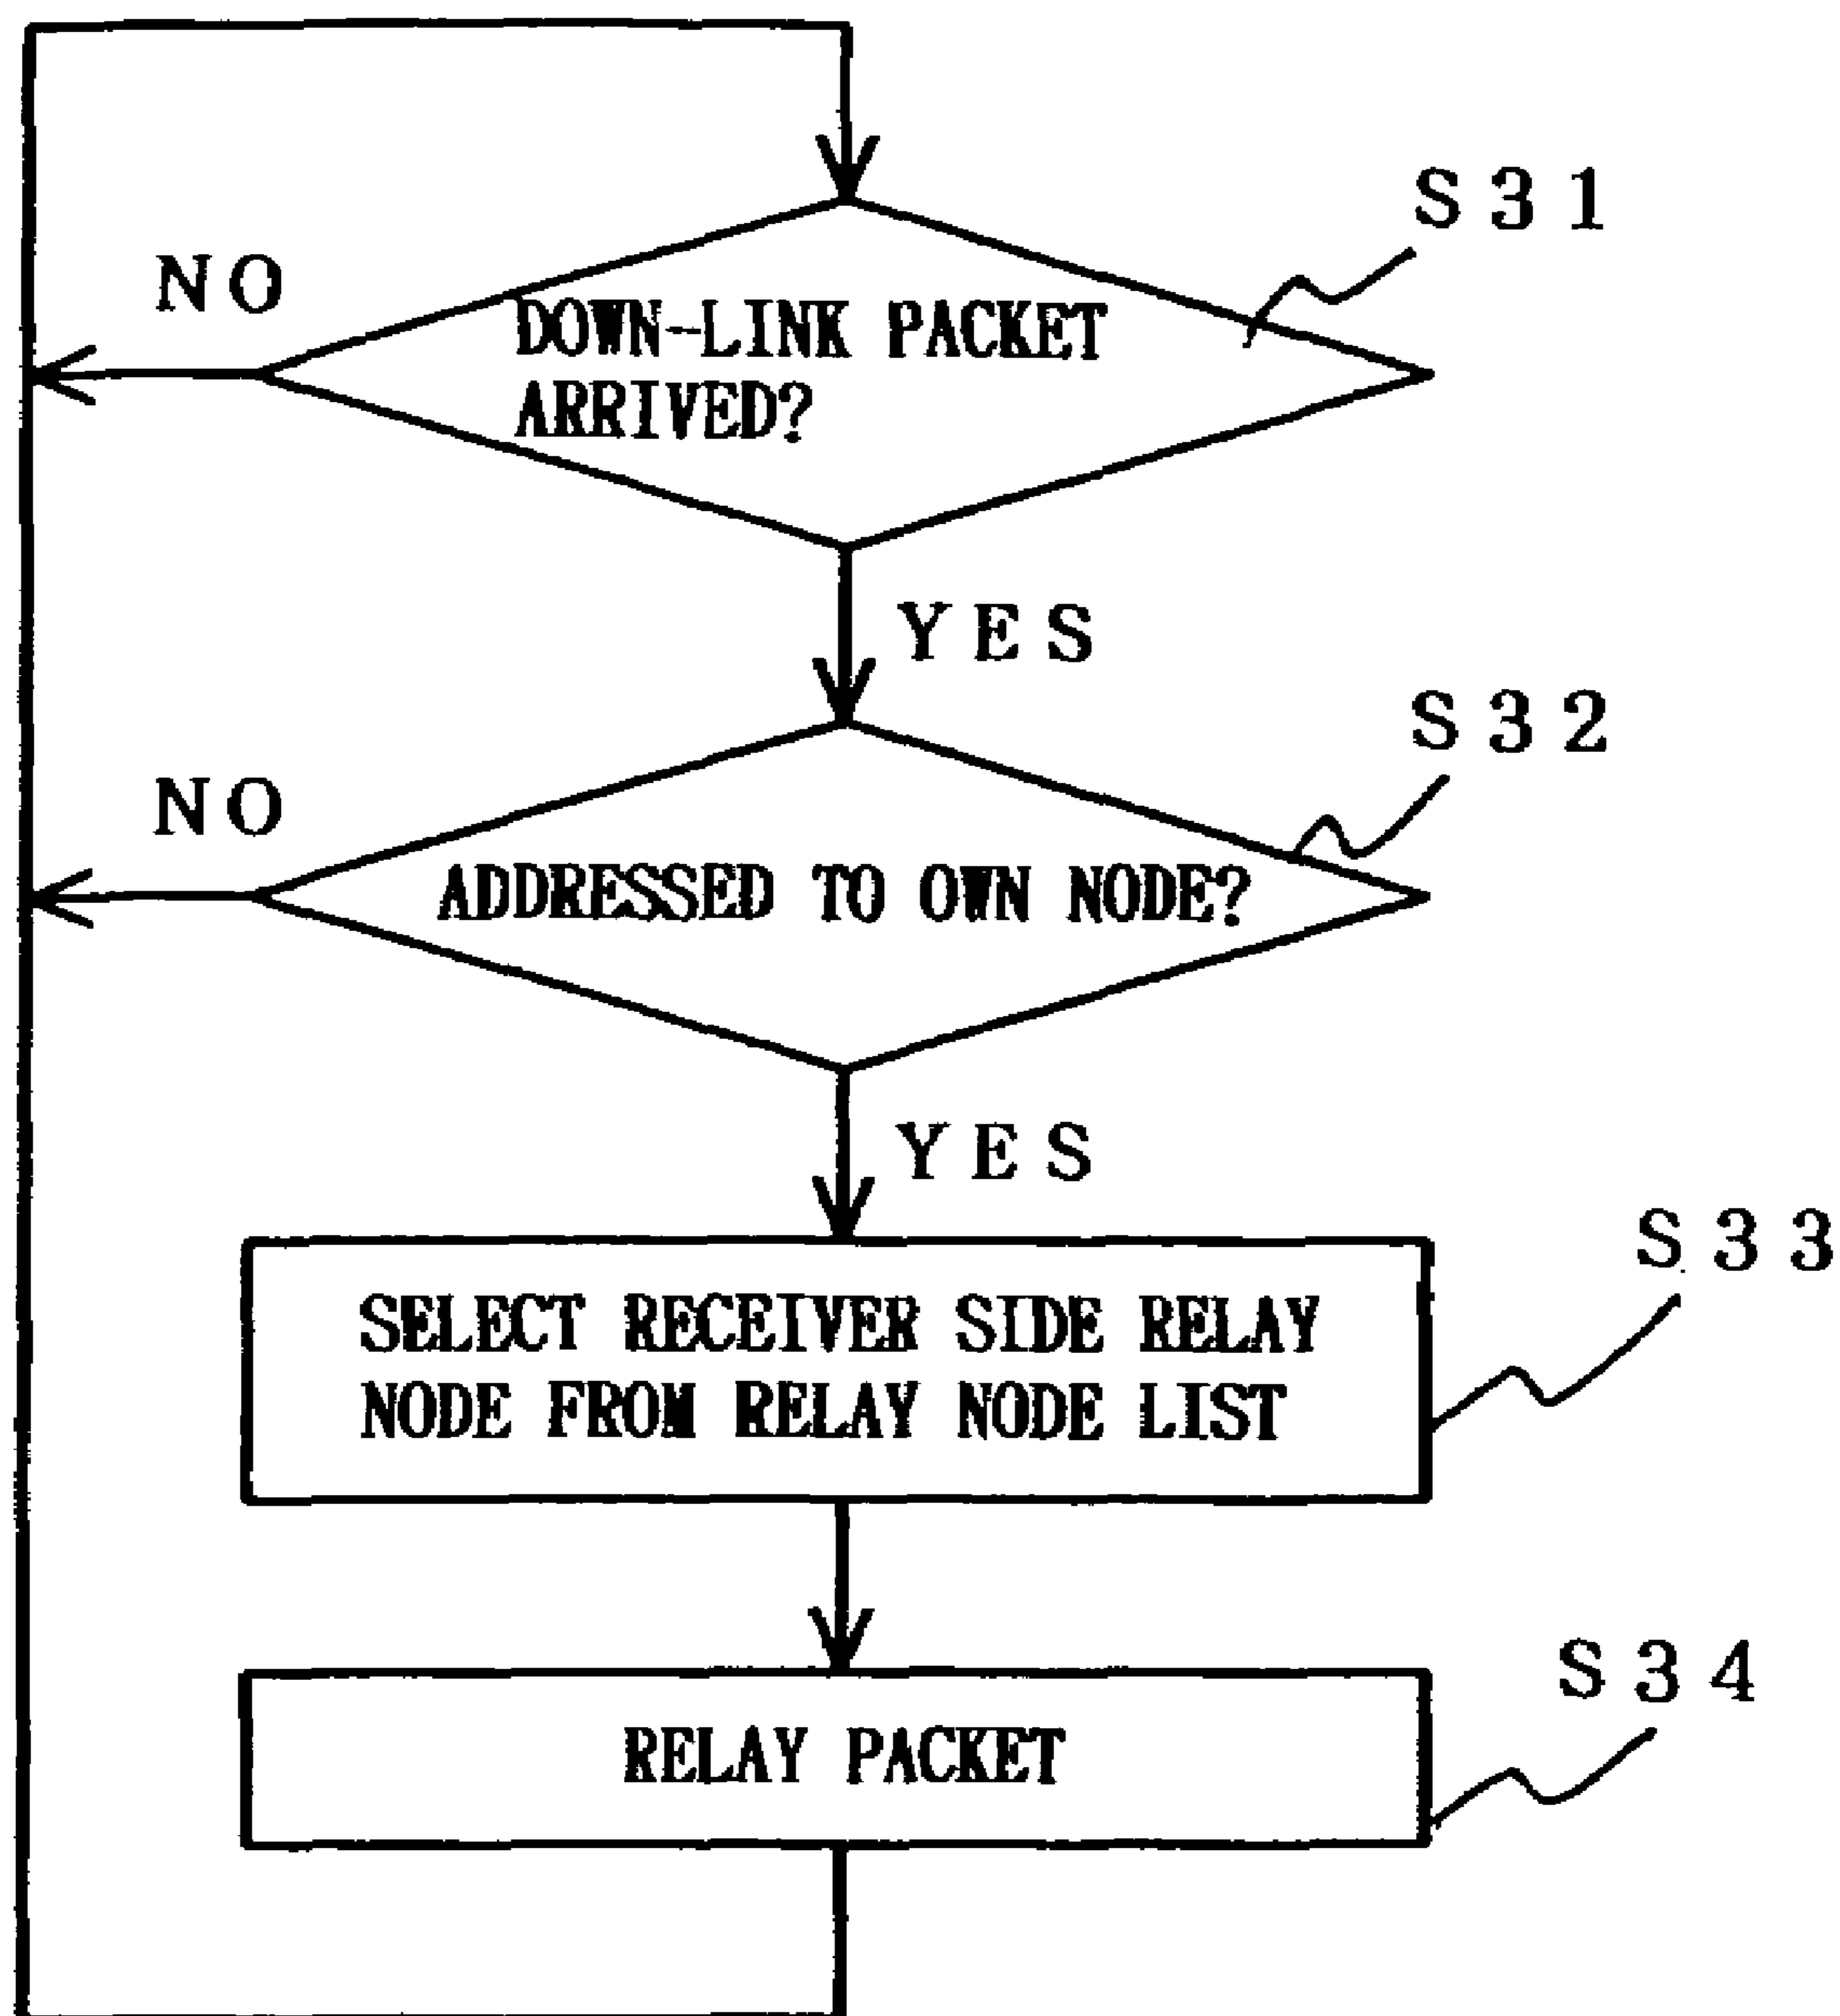 S31
NO
DOWN-LINK PACKET
ARRIVED?
YES
S32
NO
ADDRESSED TO OWN NODE?
YES
S33
SELECT RECEIVER SIDE RELAY
NODE FROM RELAY NODE LIST
S34
RELAY PACKET